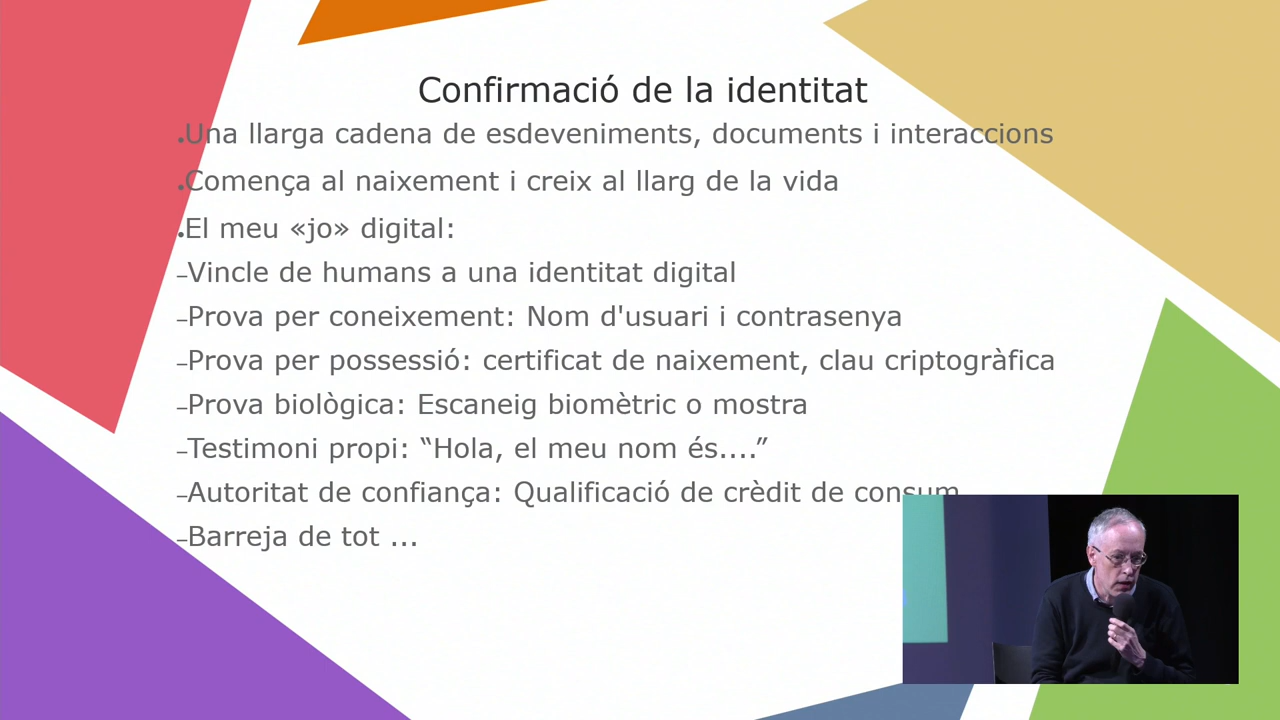 Confirmació de la identitat
•Una llarga cadena de esdeveniments, documents i interaccions
•Comença al naixement i creix al llarg de la vida
•El meu «jo» digital:
–Vincle de humans a una identitat digital
–Prova per coneixement: Nom d'usuari i contrasenya
–Prova per possessió: certificat de naixement, clau criptogràfica
–Prova biològica: Escaneig biomètric o mostra
–Testimoni propi: “Hola, el meu nom és....”
–Autoritat de confiança: Qualificació de crèdit de consum
–Barreja de tot ...